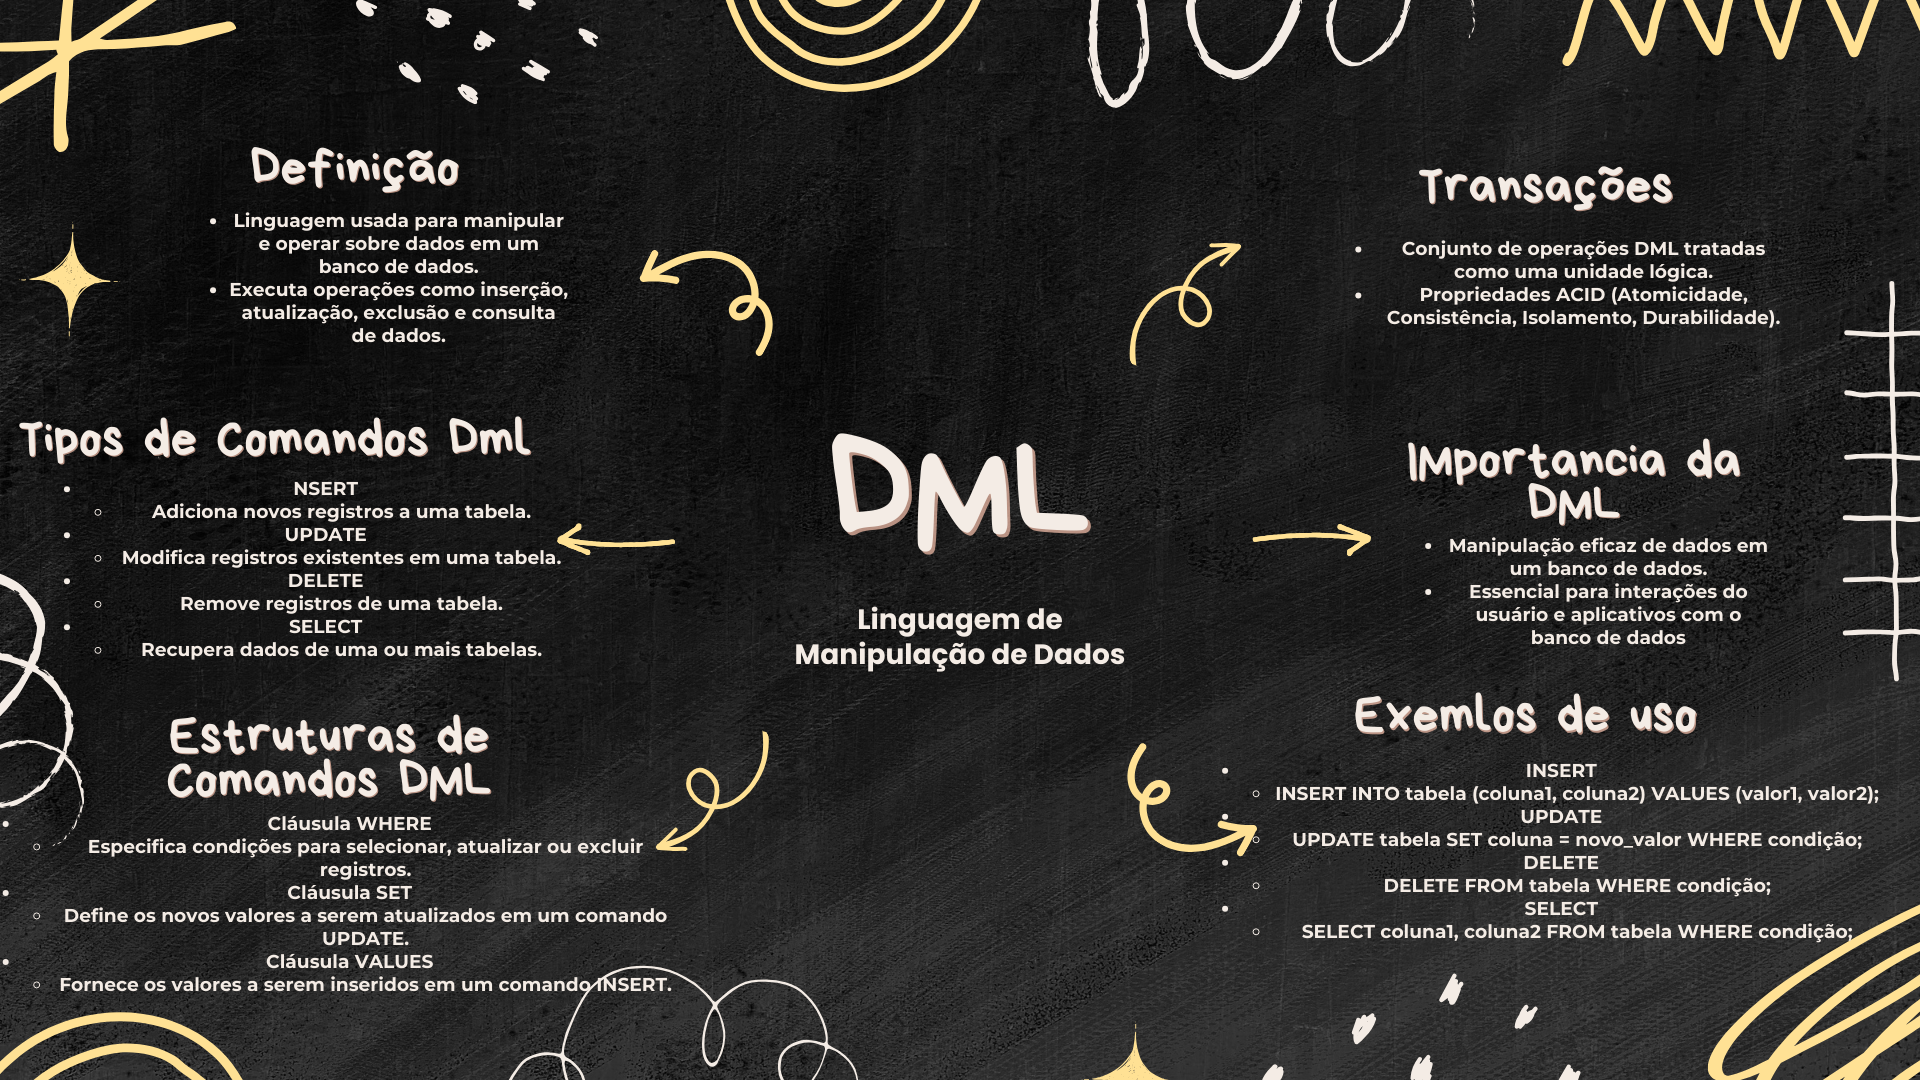 Definição
• Linguagem usada para manipular
e operar sobre dados em um
banco de dados.
• Executa operações como inserção,
atualização, exclusão e consulta
de dados.
Tipos de Comandos Dml
• NSERT
○ Adiciona novos registros a uma tabela.
• UPDATE
○ Modifica registros existentes em uma tabela.
• DELETE
○ Remove registros de uma tabela.
• SELECT
○ Recupera dados de uma ou mais tabelas.
Estruturas de
Comandos DML
• Cláusula WHERE
○ Especifica condições para selecionar, atualizar ou excluir
registros.
• Cláusula SET
○ Define os novos valores a serem atualizados em um comando
UPDATE.
• Cláusula VALUES
○ Fornece os valores a serem inseridos em um comando INSERT.
DML
Linguagem de
Manipulação de Dados
Transações
• Conjunto de operações DML tratadas
como uma unidade lógica.
• Propriedades ACID (Atomicidade,
Consistência, Isolamento, Durabilidade).
IMportancia da
DML
• Manipulação eficaz de dados em
um banco de dados.
• Essencial para interações do
usuário e aplicativos com o
banco de dados
Exemlos de uso
• INSERT
○ INSERT INTO tabela (coluna1, coluna2) VALUES (valor1, valor2);
• UPDATE
○ UPDATE tabela SET coluna = novo_valor WHERE condição;
• DELETE
○ DELETE FROM tabela WHERE condição;
• SELECT
○ SELECT coluna1, coluna2 FROM tabela WHERE condição;